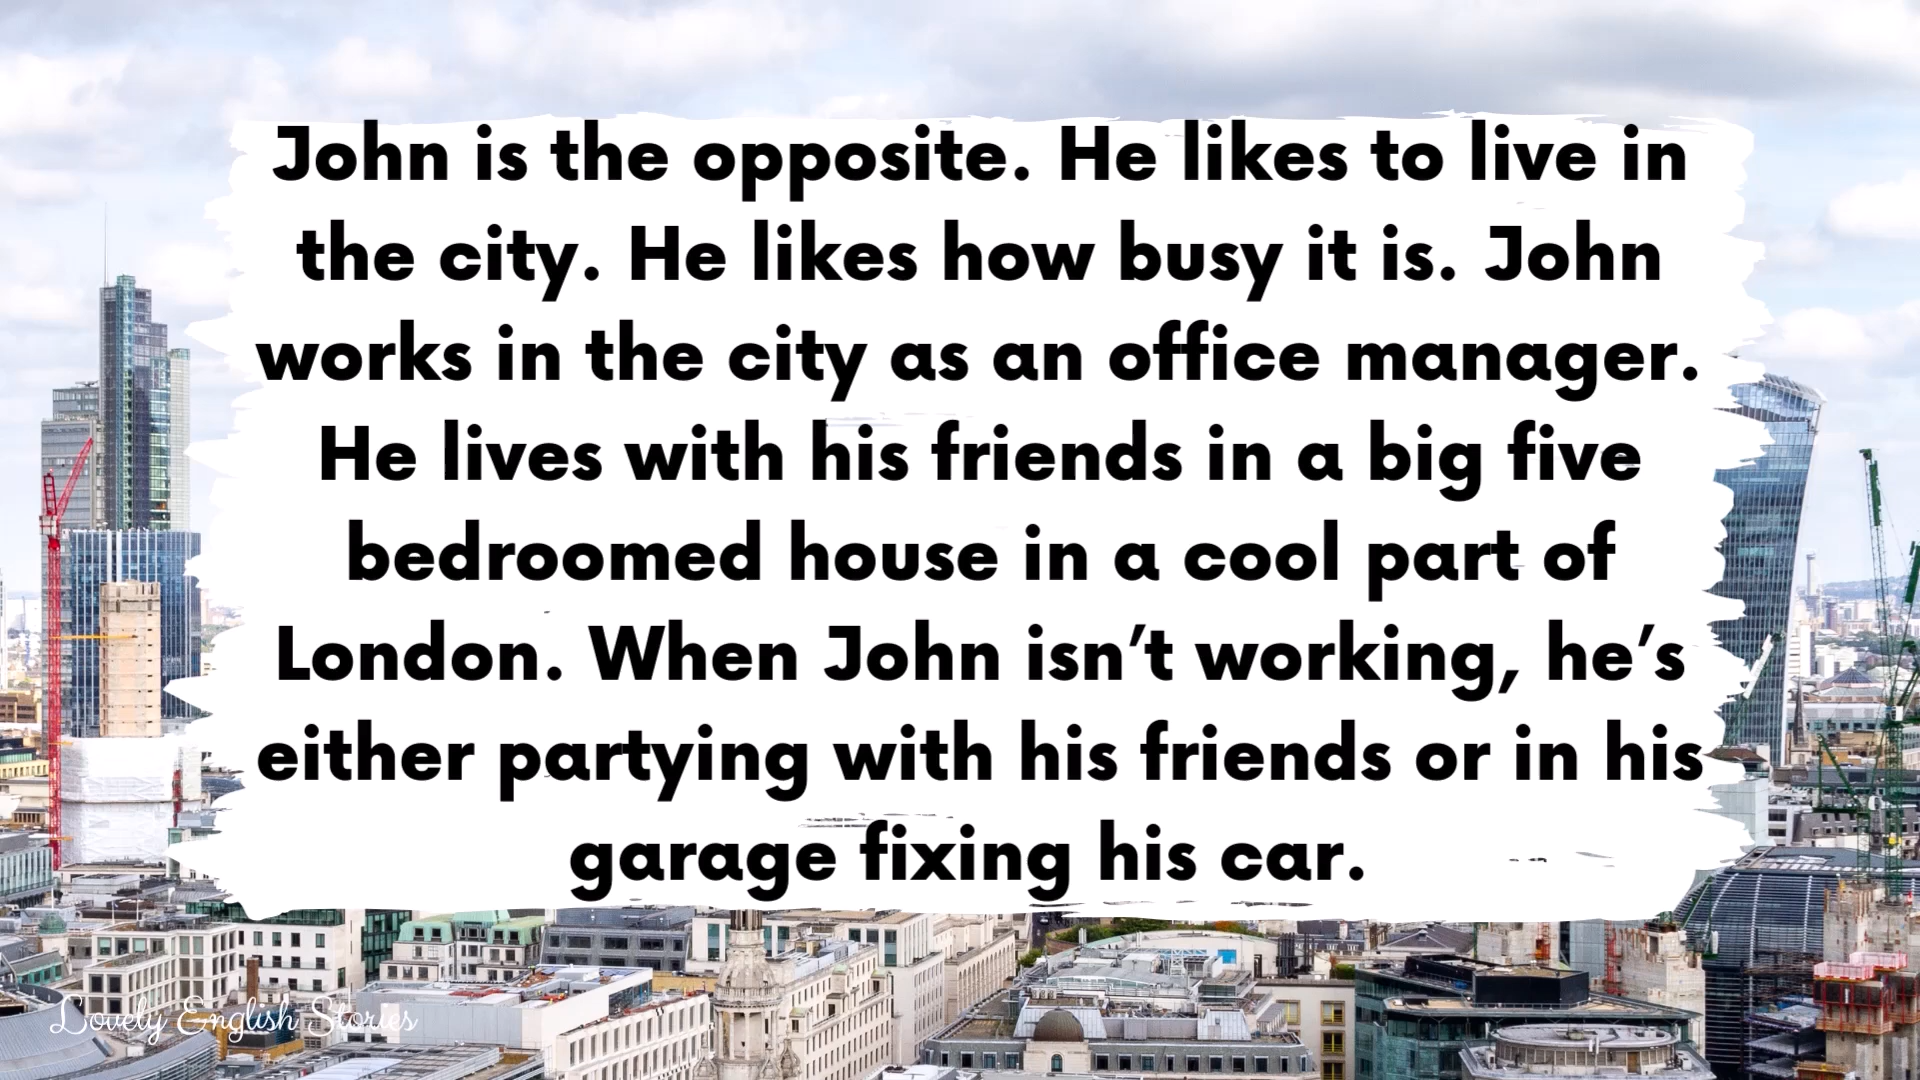 John is the opposite. He likes to live in
the city. He likes how busy it is. John
works in the city as an office manager.
He lives with his friends in a big five
bedroomed house in a cool part of
London. When John isn’t working, he’s
either partying with his friends or in his
garage fixing his car.
Lovely English Stories